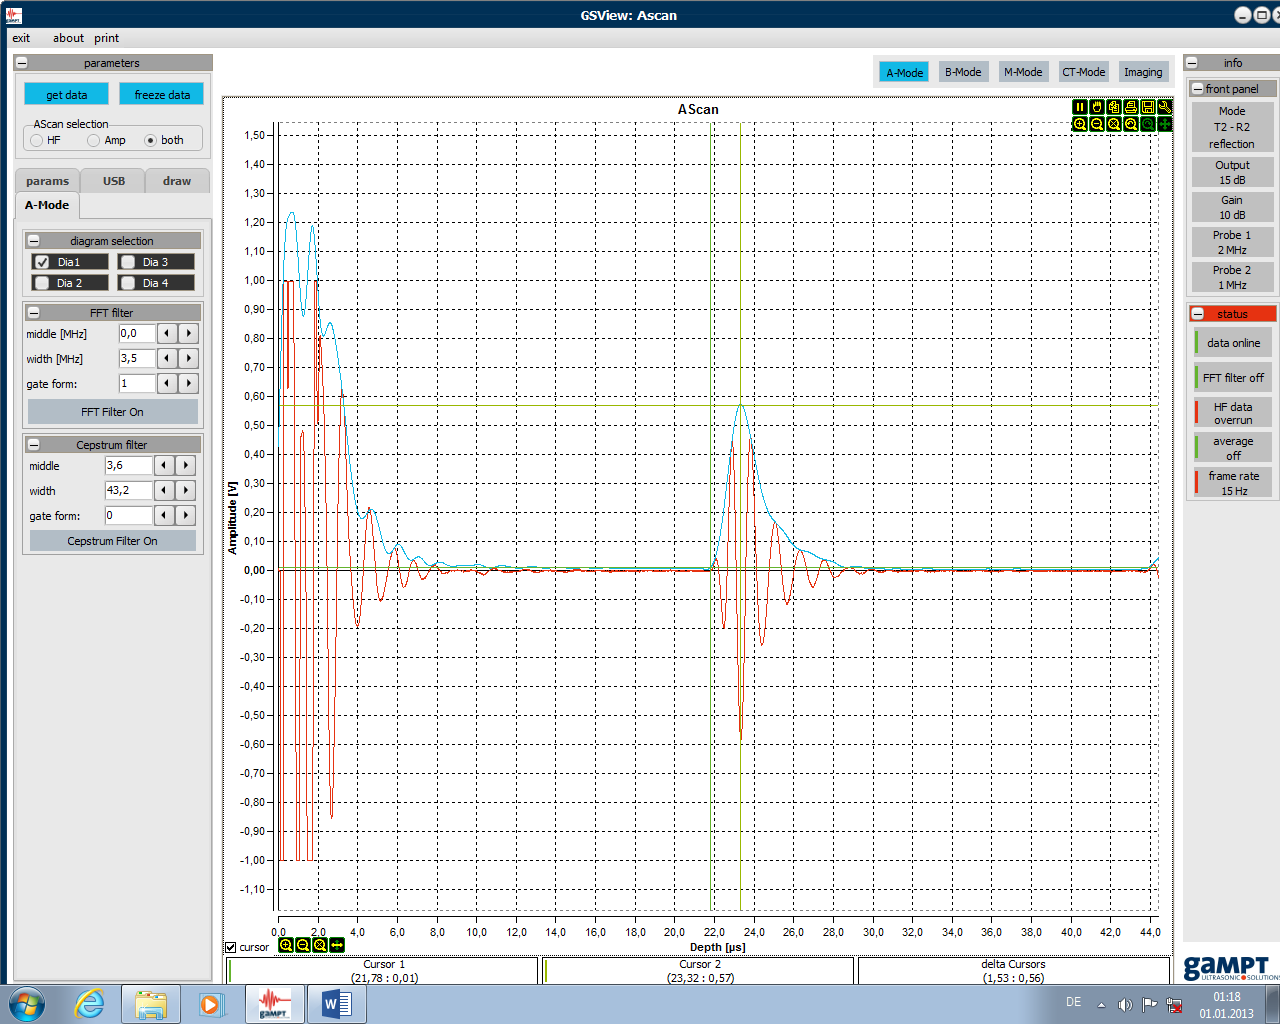 GSView: Ascan
exit about print
parameters
get data freeze data
AScan selection
HF Amp both
params USB draw
A-Mode
diagram selection
Dia1 Dia 3
Dia 2 Dia 4
FFT filter
middle [MHz] 0,0
width [MHz] 3,5
gate form: 1
FFT Filter On
Cepstrum filter
middle 3,6
width 43,2
gate form: 0
Cepstrum Filter On
A-Mode B-Mode M-Mode CT-Mode Imaging
AScan
1,50
1,40
1,30
1,20
1,10
1,00
0,90
0,80
0,70
0,60
0,50
0,40
0,30
0,20
0,10
0,00
-0,10
-0,20
-0,30
-0,40
-0,50
-0,60
-0,70
-0,80
-0,90
-1,00
-1,10
Amplitude [V]
0,0 2,0 4,0 6,0 8,0 10,0 12,0 14,0 16,0 18,0 20,0 22,0 24,0 26,0 28,0 30,0 32,0 34,0 36,0 38,0 40,0 42,0 44,0
cursor
Depth [µs]
Cursor 1
(21,78 : 0,01)
Cursor 2
(23,32 : 0,57)
delta Cursors
(1,53 : 0,56)
info
front panel
Mode
T2 - R2
reflection
Output
15 dB
Gain
10 dB
Probe 1
2 MHz
Probe 2
1 MHz
status
data online
FFT filter off
HF data
overrun
average
off
frame rate
15 Hz
gAMPT
ULTRASONIC SOLUTIONS
gAMPT
DE
01:18
01.01.2013